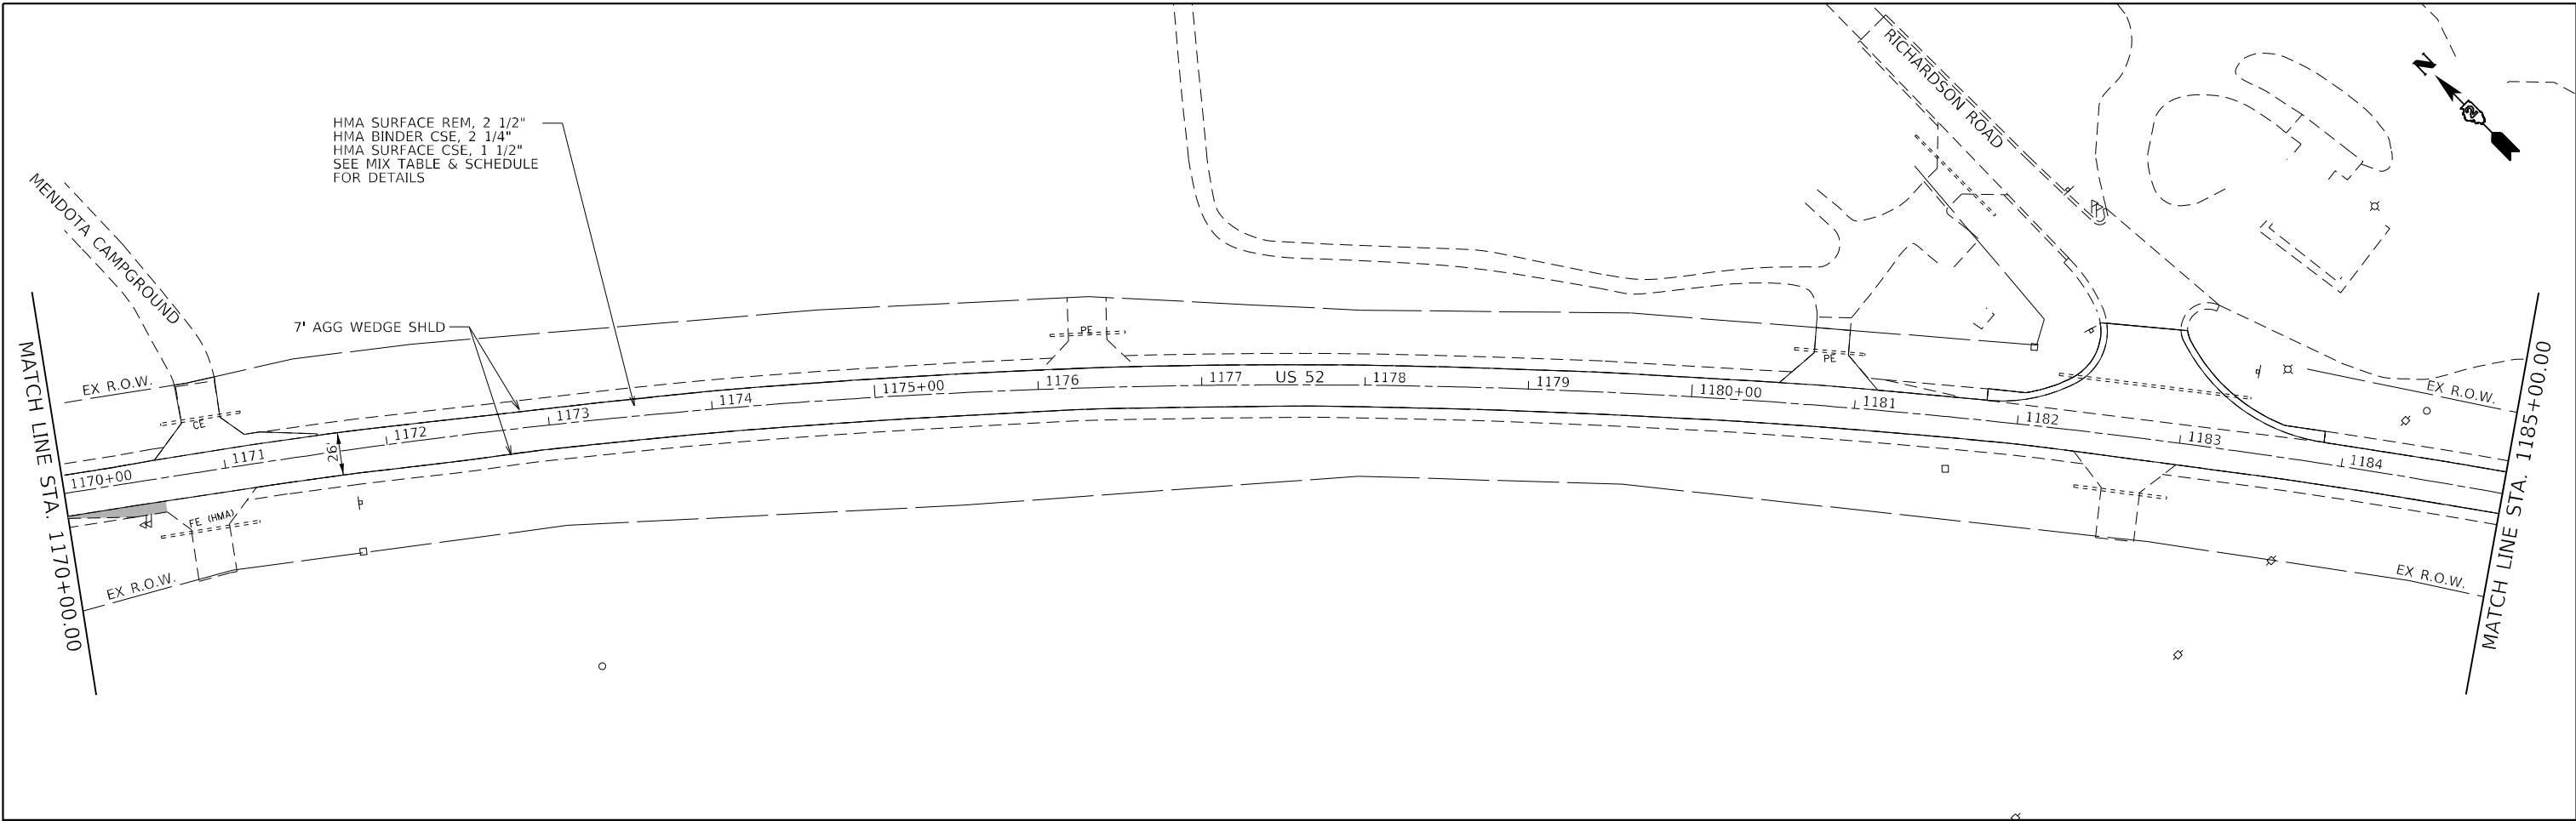 RICHARDSON ROAD
N
HMA SURFACE REM, 2 1/2"
HMA BINDER CSE, 2 1/4"
HMA SURFACE CSE, 1 1/2"
SEE MIX TABLE & SCHEDULE
FOR DETAILS
MENDOTA CAMPGROUND
7' AGG WEDGE SHLD
MATCH LINE STA. 1170+00.00
EX R.O.W.
CE
PE
PE
1170+00
1171
1172
1173
1174
1175+00
1176
1177
US 52
1178
1179
1180+00
1181
1182
1183
1184
26'
FE (HMA)
EX R.O.W.
EX R.O.W.
EX R.O.W.
MATCH LINE STA. 1185+00.00